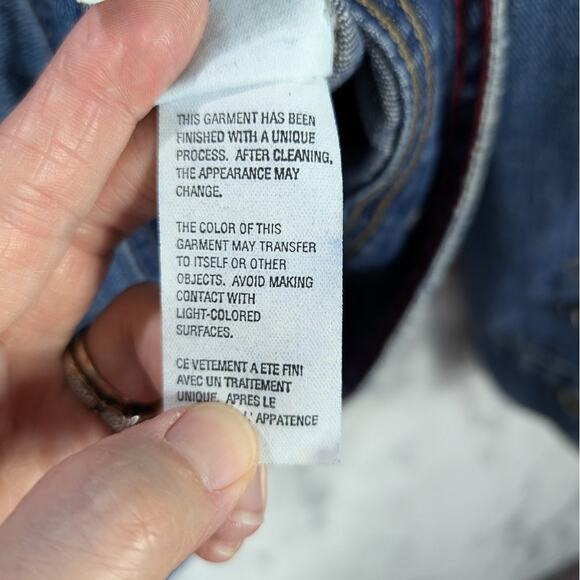 THIS GARMENT HAS BEEN
FINISHED WITH A UNIQUE
PROCESS. AFTER CLEANING,
THE APPEARANCE MAY
CHANGE.
THE COLOR OF THIS
GARMENT MAY TRANSFER
TO ITSELF OR OTHER
OBJECTS. AVOID MAKING
CONTACT WITH
LIGHT-COLORED
SURFACES.
CE VETEMENT A ETE FINI
AVEC UN TRAITEMENT
UNIQUE. APRES LE
L'APPATENCE